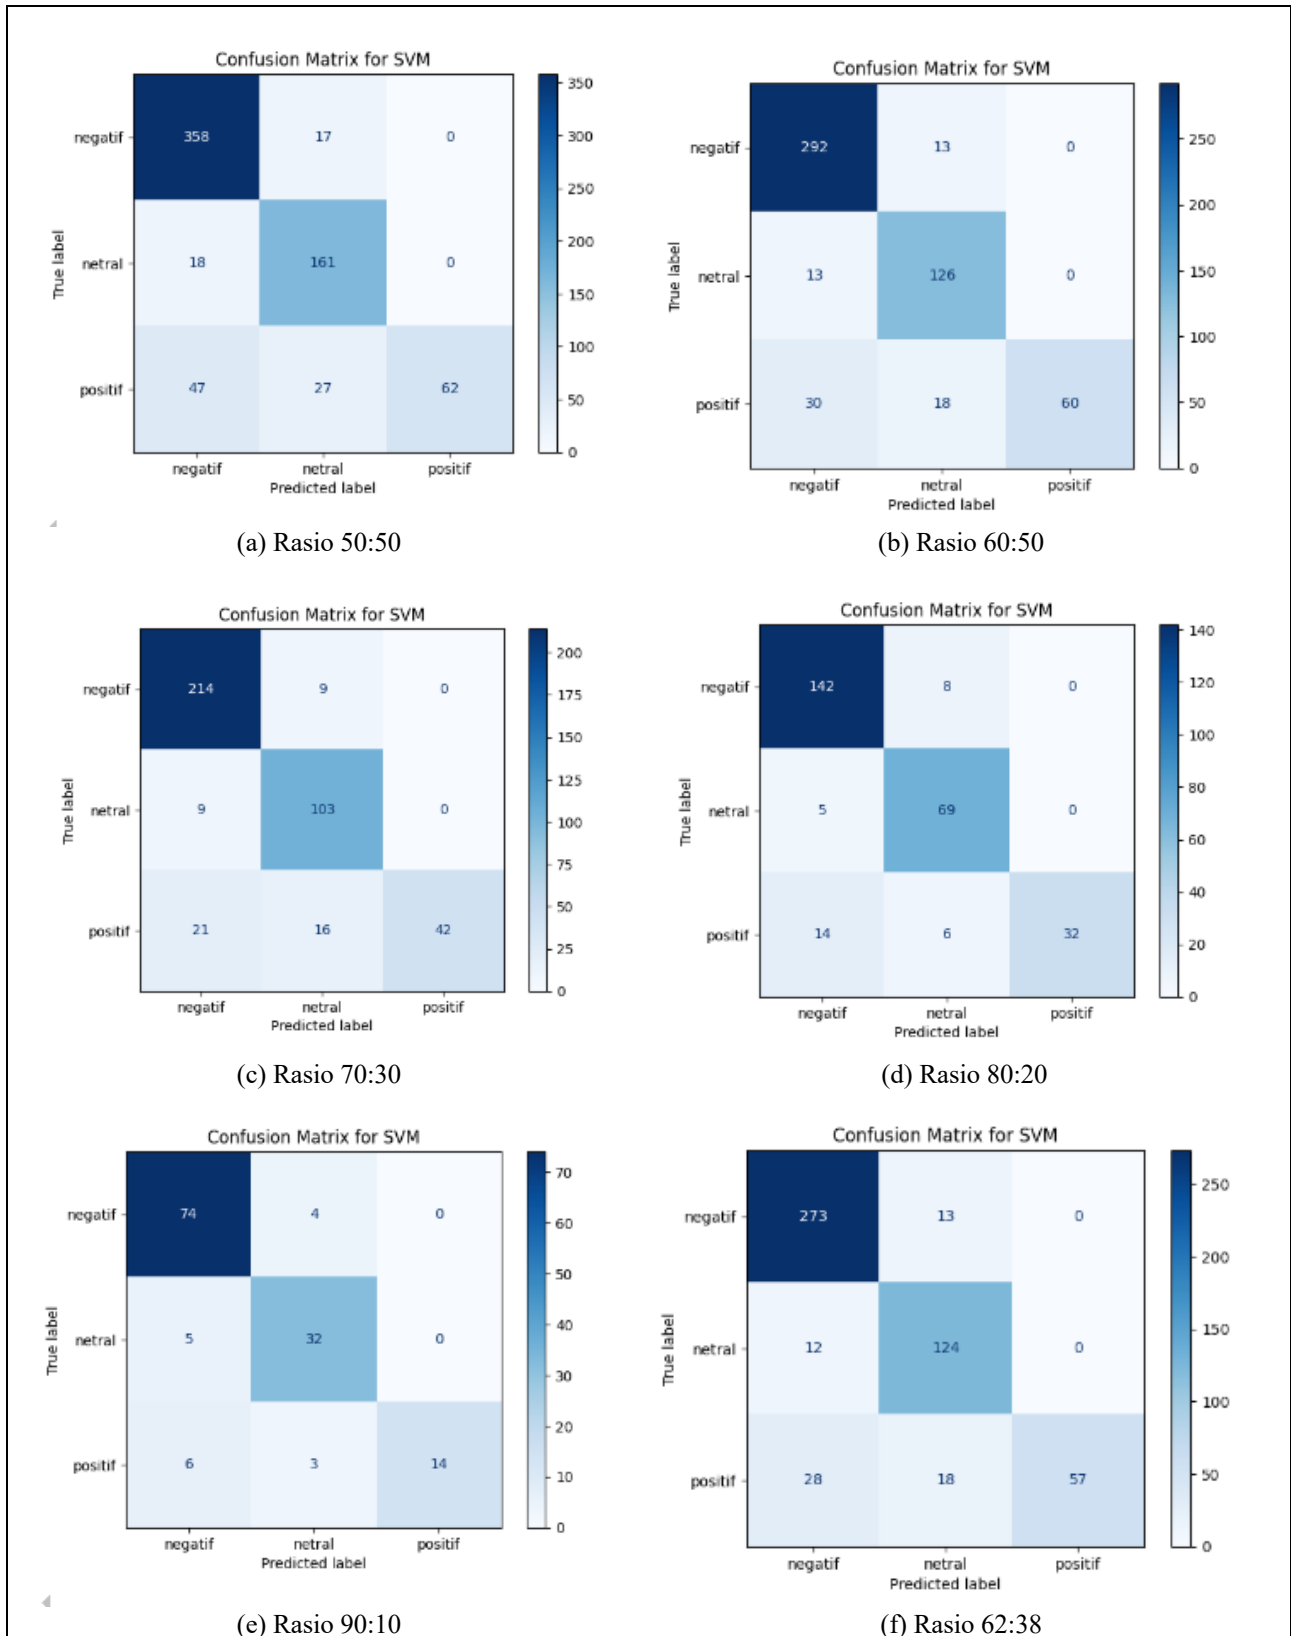 Confusion Matrix for SVM
True label
negatif 358 17 0
netral 18 161 0
positif 47 27 62
negatif netral positif
Predicted label
350
300
250
200
150
100
50
0
(a) Rasio 50:50
Confusion Matrix for SVM
True label
negatif 292 13 0
netral 13 126 0
positif 30 18 60
negatif netral positif
Predicted label
250
200
150
100
50
0
(b) Rasio 60:50
Confusion Matrix for SVM
True label
negatif 214 9 0
netral 9 103 0
positif 21 16 42
negatif netral positif
Predicted label
200
175
150
125
100
75
50
25
0
(c) Rasio 70:30
Confusion Matrix for SVM
True label
negatif 142 8 0
netral 5 69 0
positif 14 6 32
negatif netral positif
Predicted label
140
120
100
80
60
40
20
0
(d) Rasio 80:20
Confusion Matrix for SVM
True label
negatif 74 4 0
netral 5 32 0
positif 6 3 14
negatif netral positif
Predicted label
70
60
50
40
30
20
10
0
(e) Rasio 90:10
Confusion Matrix for SVM
True label
negatif 273 13 0
netral 12 124 0
positif 28 18 57
negatif netral positif
Predicted label
250
200
150
100
50
0
(f) Rasio 62:38